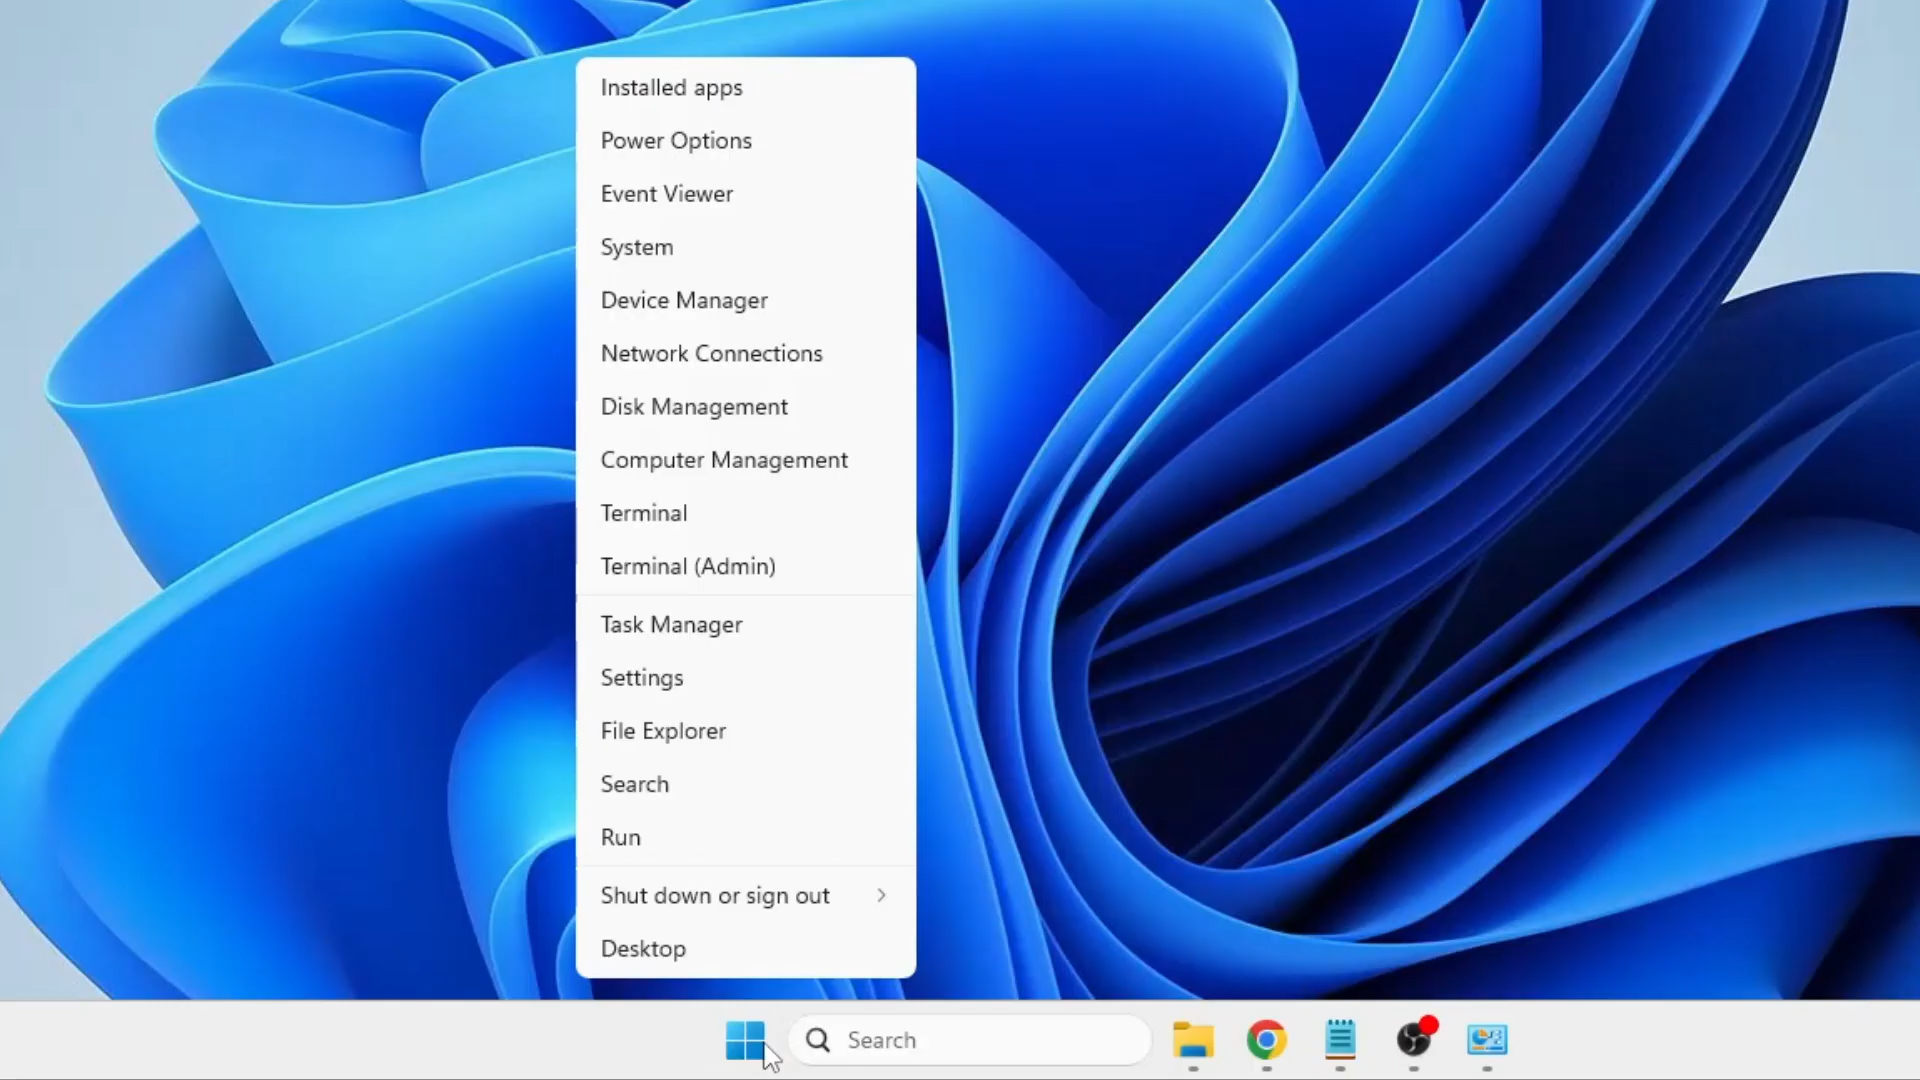 Installed apps
Power Options
Event Viewer
System
Device Manager
Network Connections
Disk Management
Computer Management
Terminal
Terminal (Admin)
Task Manager
Settings
File Explorer
Search
Run
Shut down or sign out
Desktop
Search